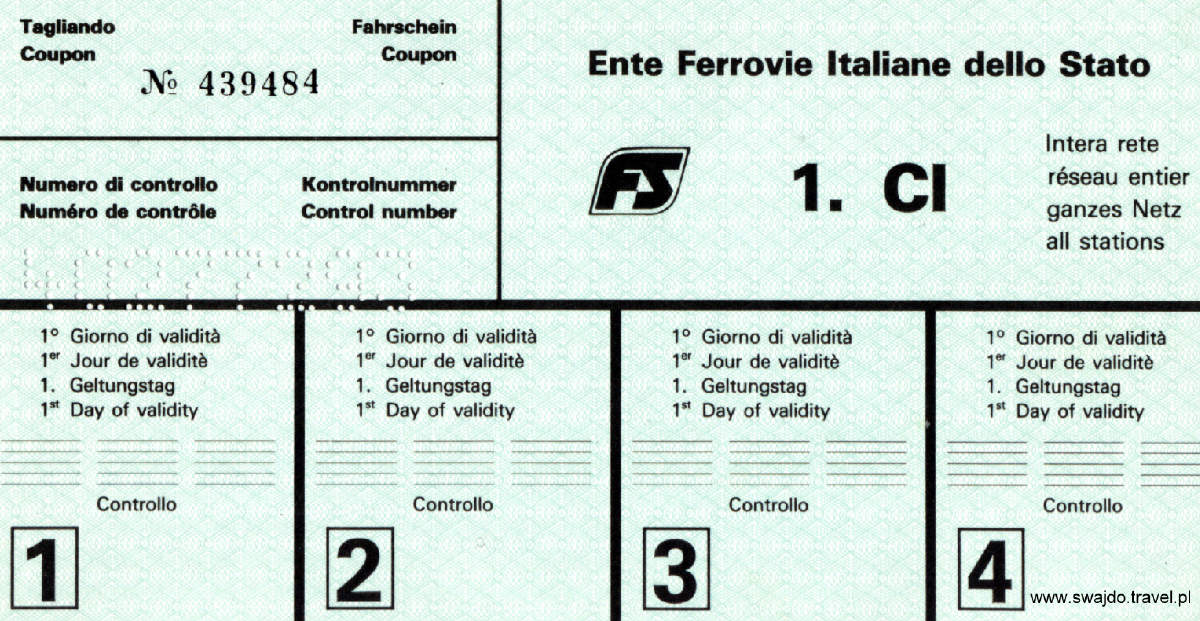 Tagliando Fahrschein
Coupon Coupon
№ 439484
Ente Ferrovie Italiane dello Stato
FS
1. Cl
Intera rete
réseau entier
ganzes Netz
all stations
Numero di controllo Kontrolnummer
Numéro de contrôle Control number
1° Giorno di validità
1er Jour de validitè
1. Geltungstag
1st Day of validity
Controllo
1
1° Giorno di validità
1er Jour de validitè
1. Geltungstag
1st Day of validity
Controllo
2
1° Giorno di validità
1er Jour de validitè
1. Geltungstag
1st Day of validity
Controllo
3
1° Giorno di validità
1er Jour de validitè
1. Geltungstag
1st Day of validity
Controllo
4
www.swajdo.travel.pl